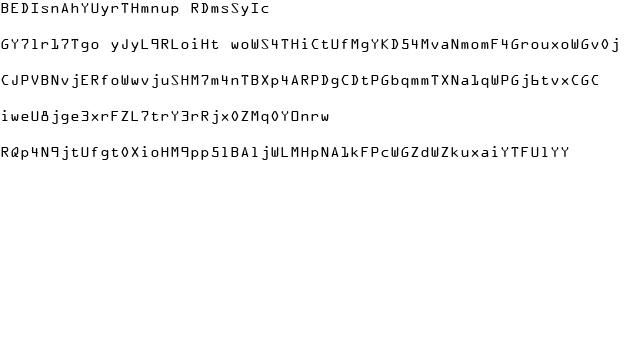 BEDIsnAhYUyrTHmnup RDmsSyIc
GY7lrl7Tgo yJyL9RLoiHt woWS4THiCtUfMgYKD54MvaNmomF4GrouxoWGv0j
CJPVBNvjERfoWwvjuSHM7m4nTBXp4ARPDgCDtPGbqmmTXNa1qWPGj6tvxCGC
iweU8jge3xrFZL7trY3rRjx0ZMq0YOnrw
RQp4N9jtUfgt0XioHM9pp5lBAljWLMHpNA1kFPcWGZdWZkuxaiYTFUlYY